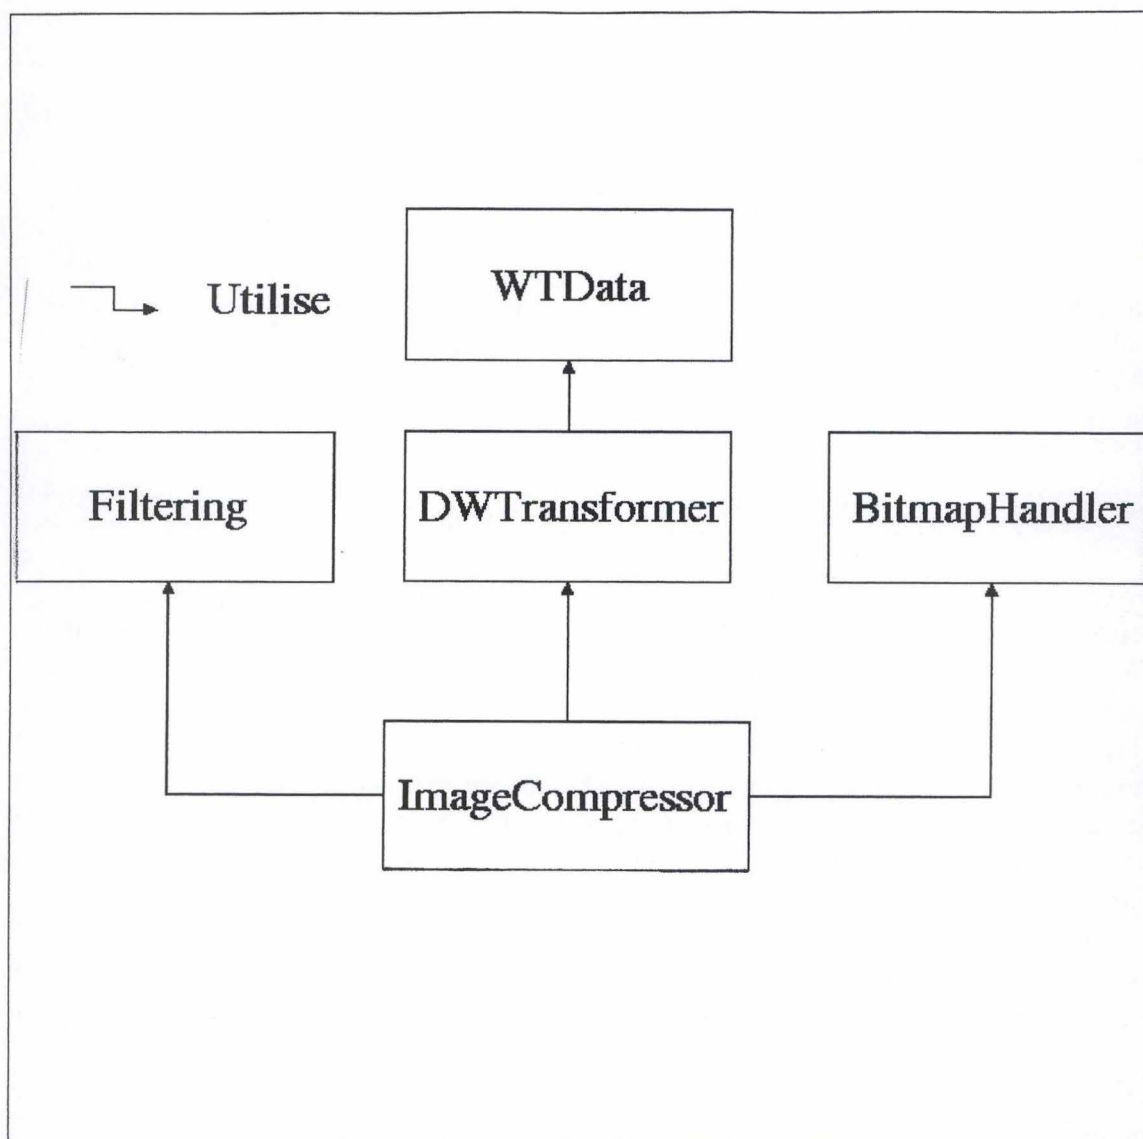 WTData
Utilise
Filtering
DWTransformer
BitmapHandler
ImageCompressor